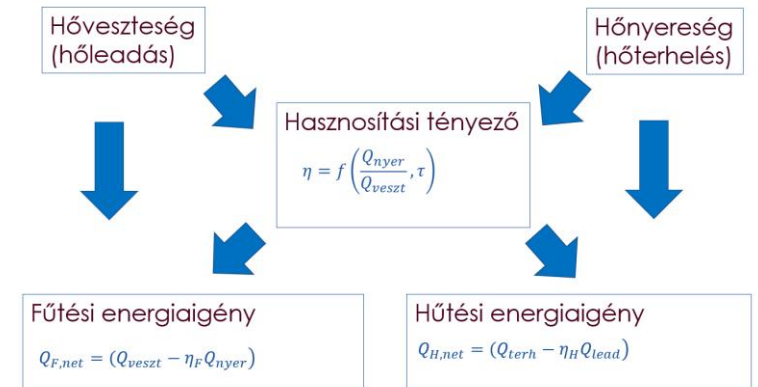 Hőveszteség
(hőleadás)
Hőnyereség
(hőterhelés)
Hasznosítási tényező
η = f(Q_nyer/Q_veszt, τ)
Fűtési energiaigény
Q_F,net = (Q_veszt − η_F Q_nyer)
Hűtési energiaigény
Q_H,net = (Q_terh − η_H Q_lead)